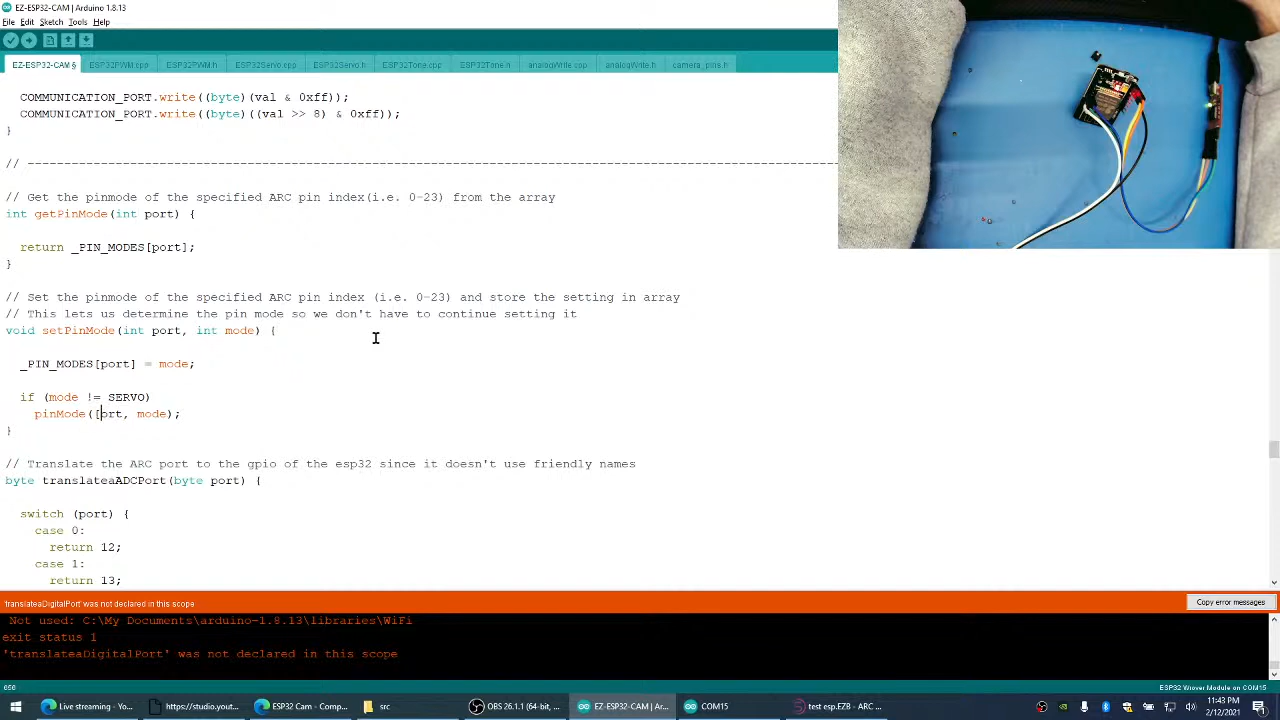 EZ-ESP32-CAM | Arduino 1.8.13
File Edit Sketch Tools Help
EZ-ESP32-CAM § ESP32PWM.cpp ESP32PWM.h ESP32Servo.cpp ESP32Servo.h ESP32Tone.cpp ESP32Tone.h analogWrite.cpp analogWrite.h camera_pins.h
COMMUNICATION_PORT.write((byte)(val & 0xff));
COMMUNICATION_PORT.write((byte)((val >> 8) & 0xff));
}
// ------------------------------------------------------------------------------------------------------------------
// Get the pinmode of the specified ARC pin index(i.e. 0-23) from the array
int getPinMode(int port) {
return _PIN_MODES[port];
}
// Set the pinmode of the specified ARC pin index (i.e. 0-23) and store the setting in array
// This lets us determine the pin mode so we don't have to continue setting it
void setPinMode(int port, int mode) {
_PIN_MODES[port] = mode;
if (mode != SERVO)
pinMode([ort, mode);
}
// Translate the ARC port to the gpio of the esp32 since it doesn't use friendly names
byte translateaADCPort(byte port) {
switch (port) {
case 0:
return 12;
case 1:
return 13;
'translateaDigitalPort' was not declared in this scope
Copy error messages
Not used: C:\My Documents\arduino-1.8.13\libraries\WiFi
exit status 1
'translateaDigitalPort' was not declared in this scope
656
ESP32 Wrover Module on COM15
Live streaming - Yo... https://studio.yout... ESP32 Cam - Comp... src OBS 26.1.1 (64-bit, ... EZ-ESP32-CAM | Ar... COM15 test esp.EZB - ARC ...
11:43 PM
2/12/2021